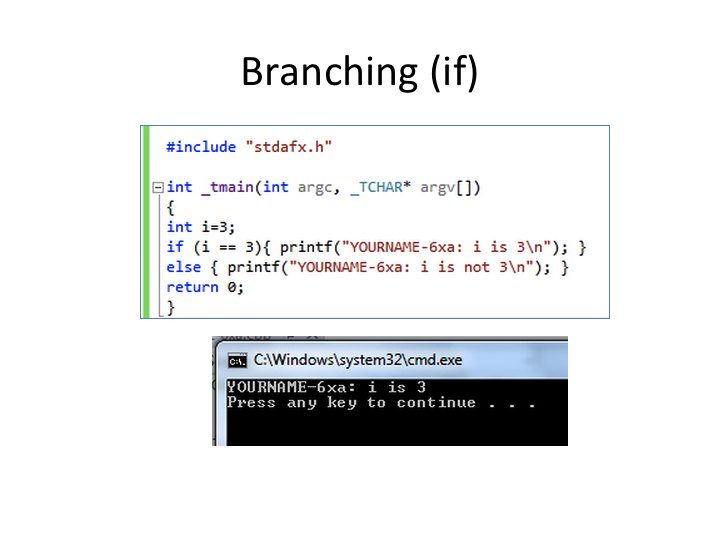 Branching (if)
#include "stdafx.h"
int _tmain(int argc, _TCHAR* argv[])
{
int i=3;
if (i == 3){ printf("YOURNAME-6xa: i is 3\n"); }
else { printf("YOURNAME-6xa: i is not 3\n"); }
return 0;
}
C:\Windows\system32\cmd.exe
YOURNAME-6xa: i is 3
Press any key to continue . . .